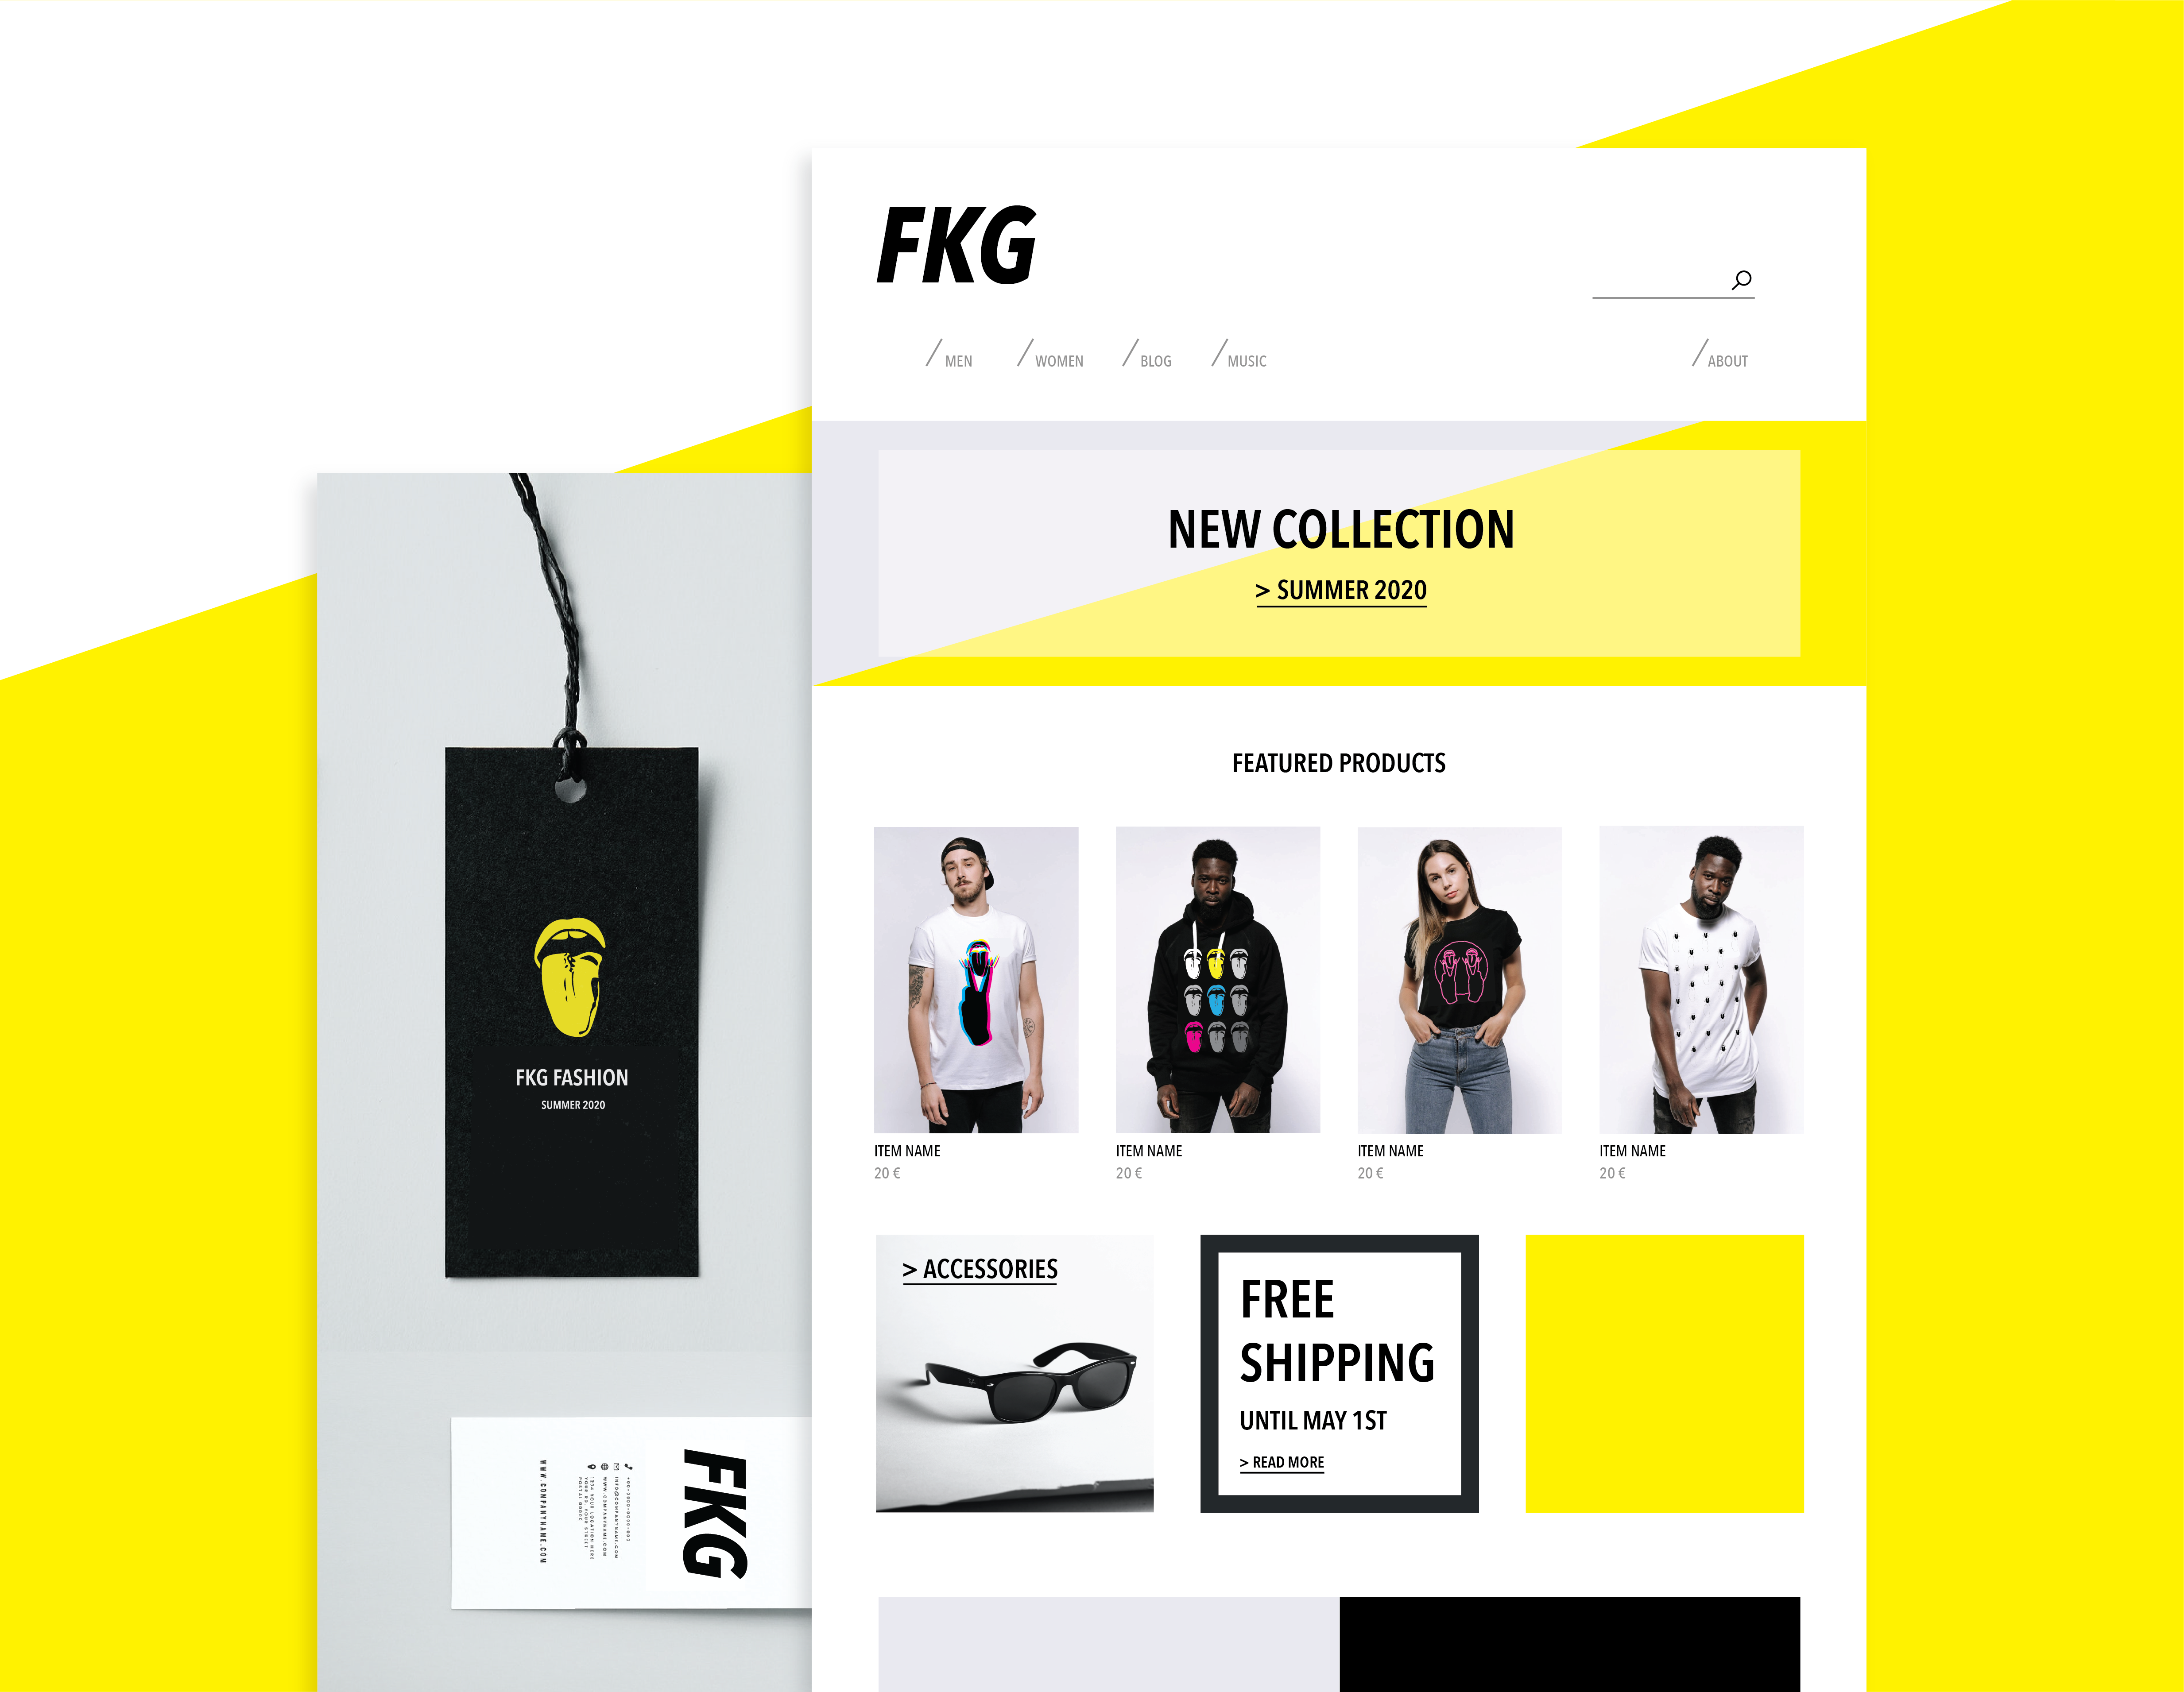 FKG
MEN
WOMEN
BLOG
MUSIC
ABOUT
NEW COLLECTION
> SUMMER 2020
FEATURED PRODUCTS
ITEM NAME
20 €
ITEM NAME
20 €
ITEM NAME
20 €
ITEM NAME
20 €
> ACCESSORIES
FREE
SHIPPING
UNTIL MAY 1ST
> READ MORE
FKG FASHION
SUMMER 2020
FKG
INFO@COMPANYNAME.COM
WWW.COMPANYNAME.COM
1234 YOUR LOCATION HERE
WWW.COMPANYNAME.COM